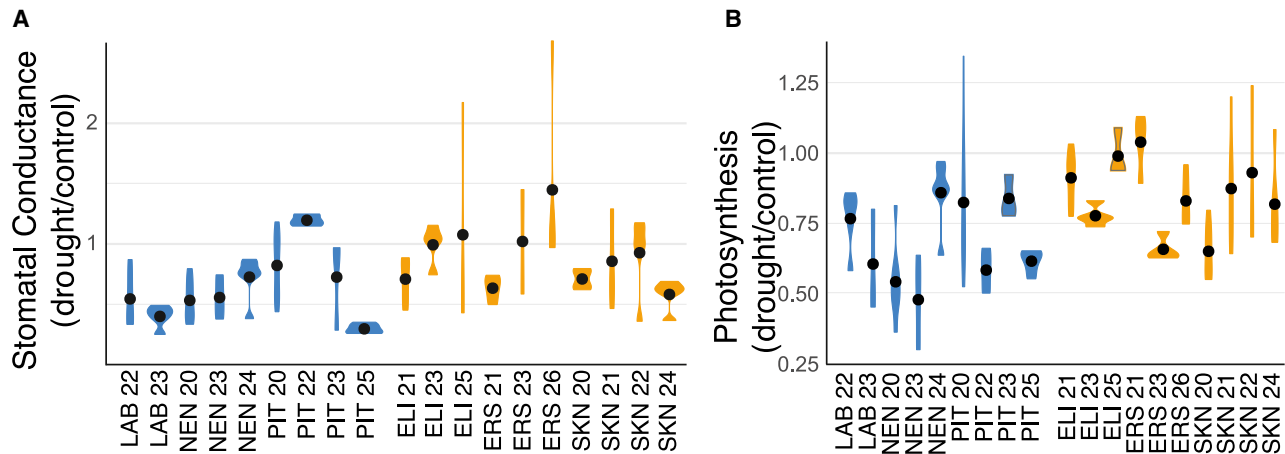 A
Stomatal Conductance
(drought/control)
2
1
LAB 22
LAB 23
NEN 20
NEN 23
NEN 24
PIT 20
PIT 22
PIT 23
PIT 25
ELI 21
ELI 23
ELI 25
ERS 21
ERS 23
ERS 26
SKN 20
SKN 21
SKN 22
SKN 24
B
Photosynthesis
(drought/control)
1.25
1.00
0.75
0.50
0.25
LAB 22
LAB 23
NEN 20
NEN 23
NEN 24
PIT 20
PIT 22
PIT 23
PIT 25
ELI 21
ELI 23
ELI 25
ERS 21
ERS 23
ERS 26
SKN 20
SKN 21
SKN 22
SKN 24